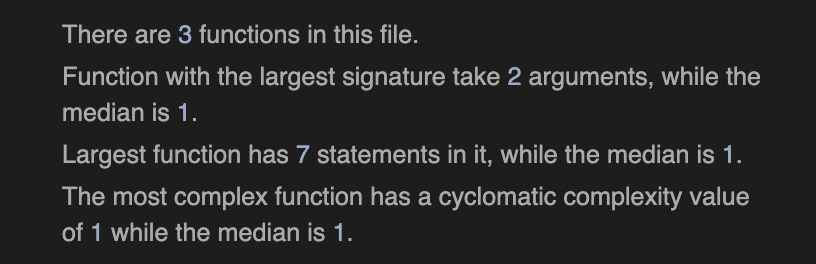 There are 3 functions in this file.
Function with the largest signature take 2 arguments, while the
median is 1.
Largest function has 7 statements in it, while the median is 1.
The most complex function has a cyclomatic complexity value
of 1 while the median is 1.